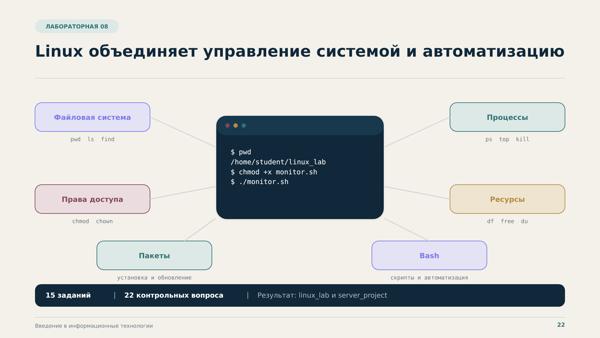 ЛАБОРАТОРНАЯ 08
Linux объединяет управление системой и автоматизацию
Файловая система
pwd ls find
Процессы
ps top kill
$ pwd
/home/student/linux_lab
$ chmod +x monitor.sh
$ ./monitor.sh
Права доступа
chmod chown
Ресурсы
df free du
Пакеты
установка и обновление
Bash
скрипты и автоматизация
15 заданий | 22 контрольных вопроса | Результат: linux_lab и server_project
Введение в информационные технологии
22